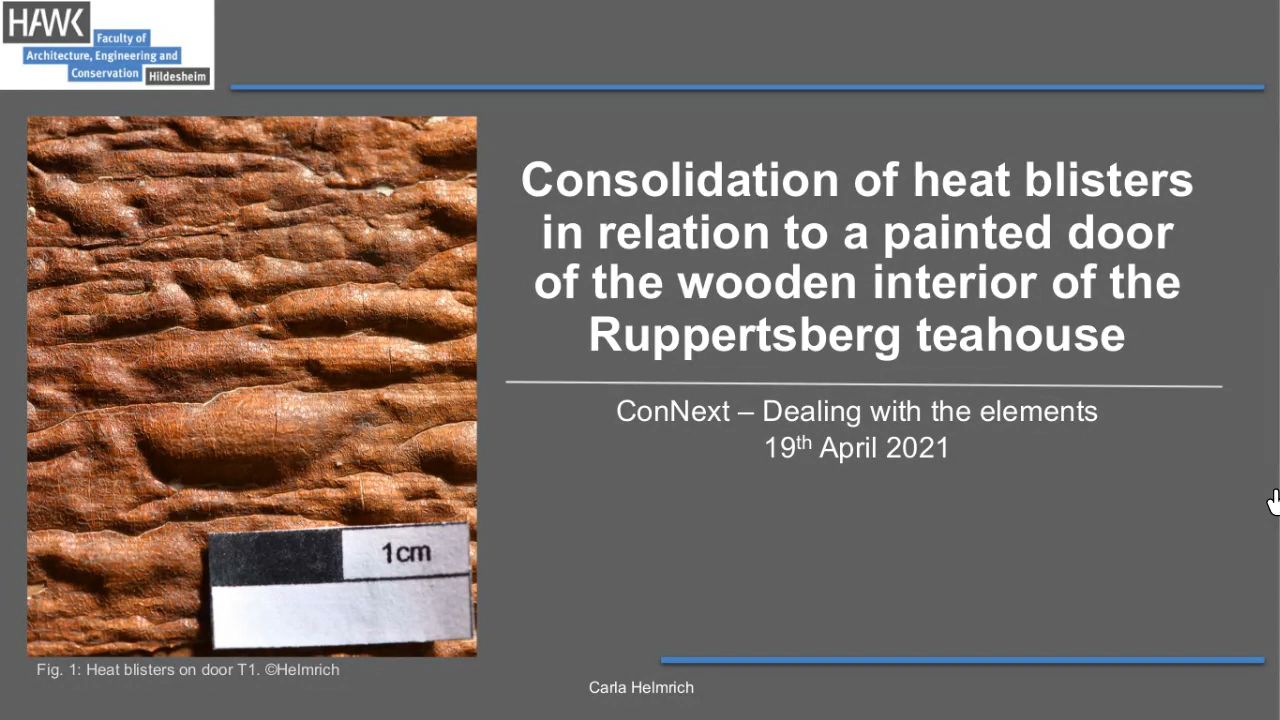 HAWK
Faculty of
Architecture, Engineering and
Conservation Hildesheim
Consolidation of heat blisters
in relation to a painted door
of the wooden interior of the
Ruppertsberg teahouse
ConNext – Dealing with the elements
19th April 2021
1cm
Fig. 1: Heat blisters on door T1. ©Helmrich
Carla Helmrich